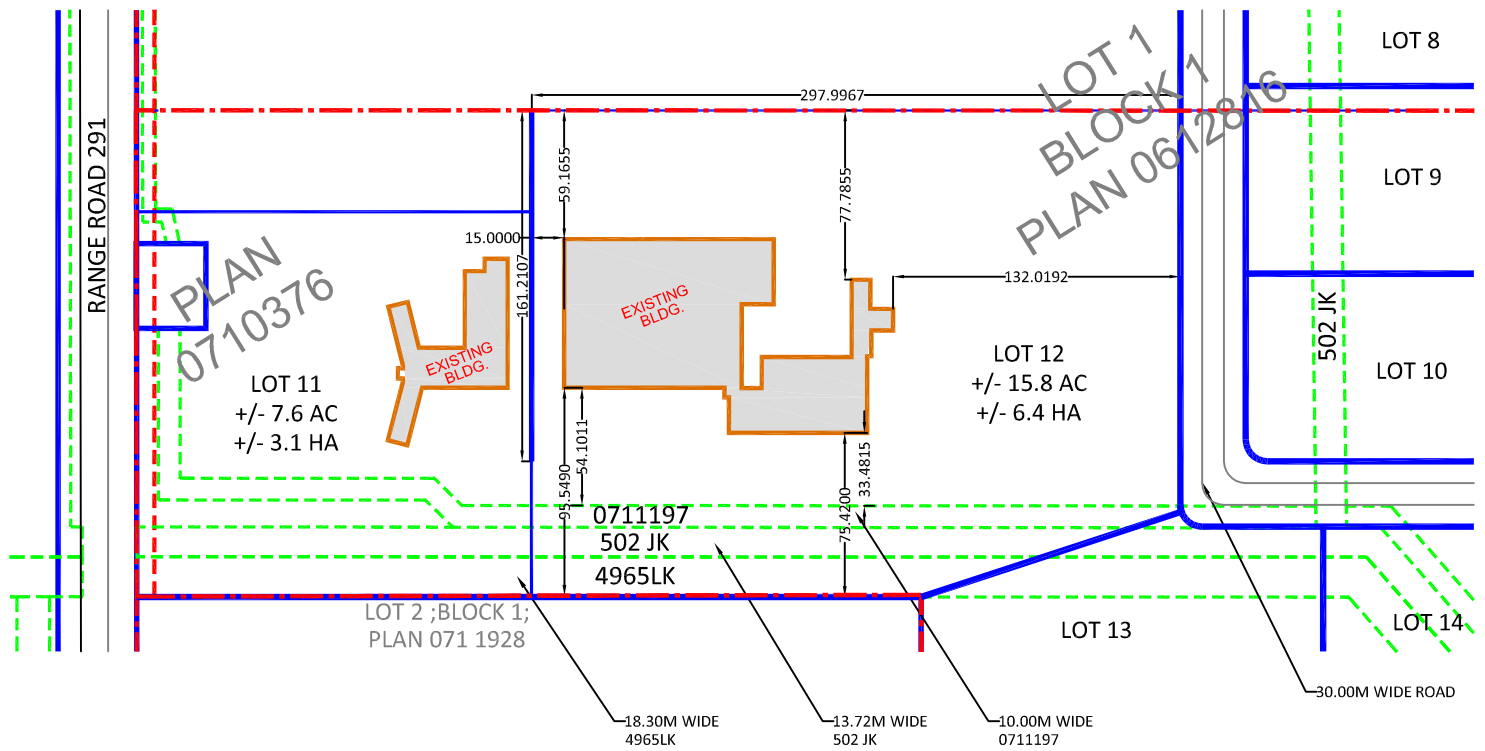 LOT 8
LOT 1
BLOCK 1
PLAN 0612816
297.9967
RANGE ROAD 291
59.1655
77.7855
LOT 9
15.0000
161.2107
132.0192
PLAN
0710376
EXISTING
BLDG.
EXISTING
BLDG.
502 JK
LOT 11
+/- 7.6 AC
+/- 3.1 HA
LOT 12
+/- 15.8 AC
+/- 6.4 HA
LOT 10
54.1011
95.5490
33.4815
75.4200
0711197
502 JK
4965LK
LOT 2 ;BLOCK 1;
PLAN 071 1928
LOT 13
LOT 14
30.00M WIDE ROAD
18.30M WIDE
4965LK
13.72M WIDE
502 JK
10.00M WIDE
0711197